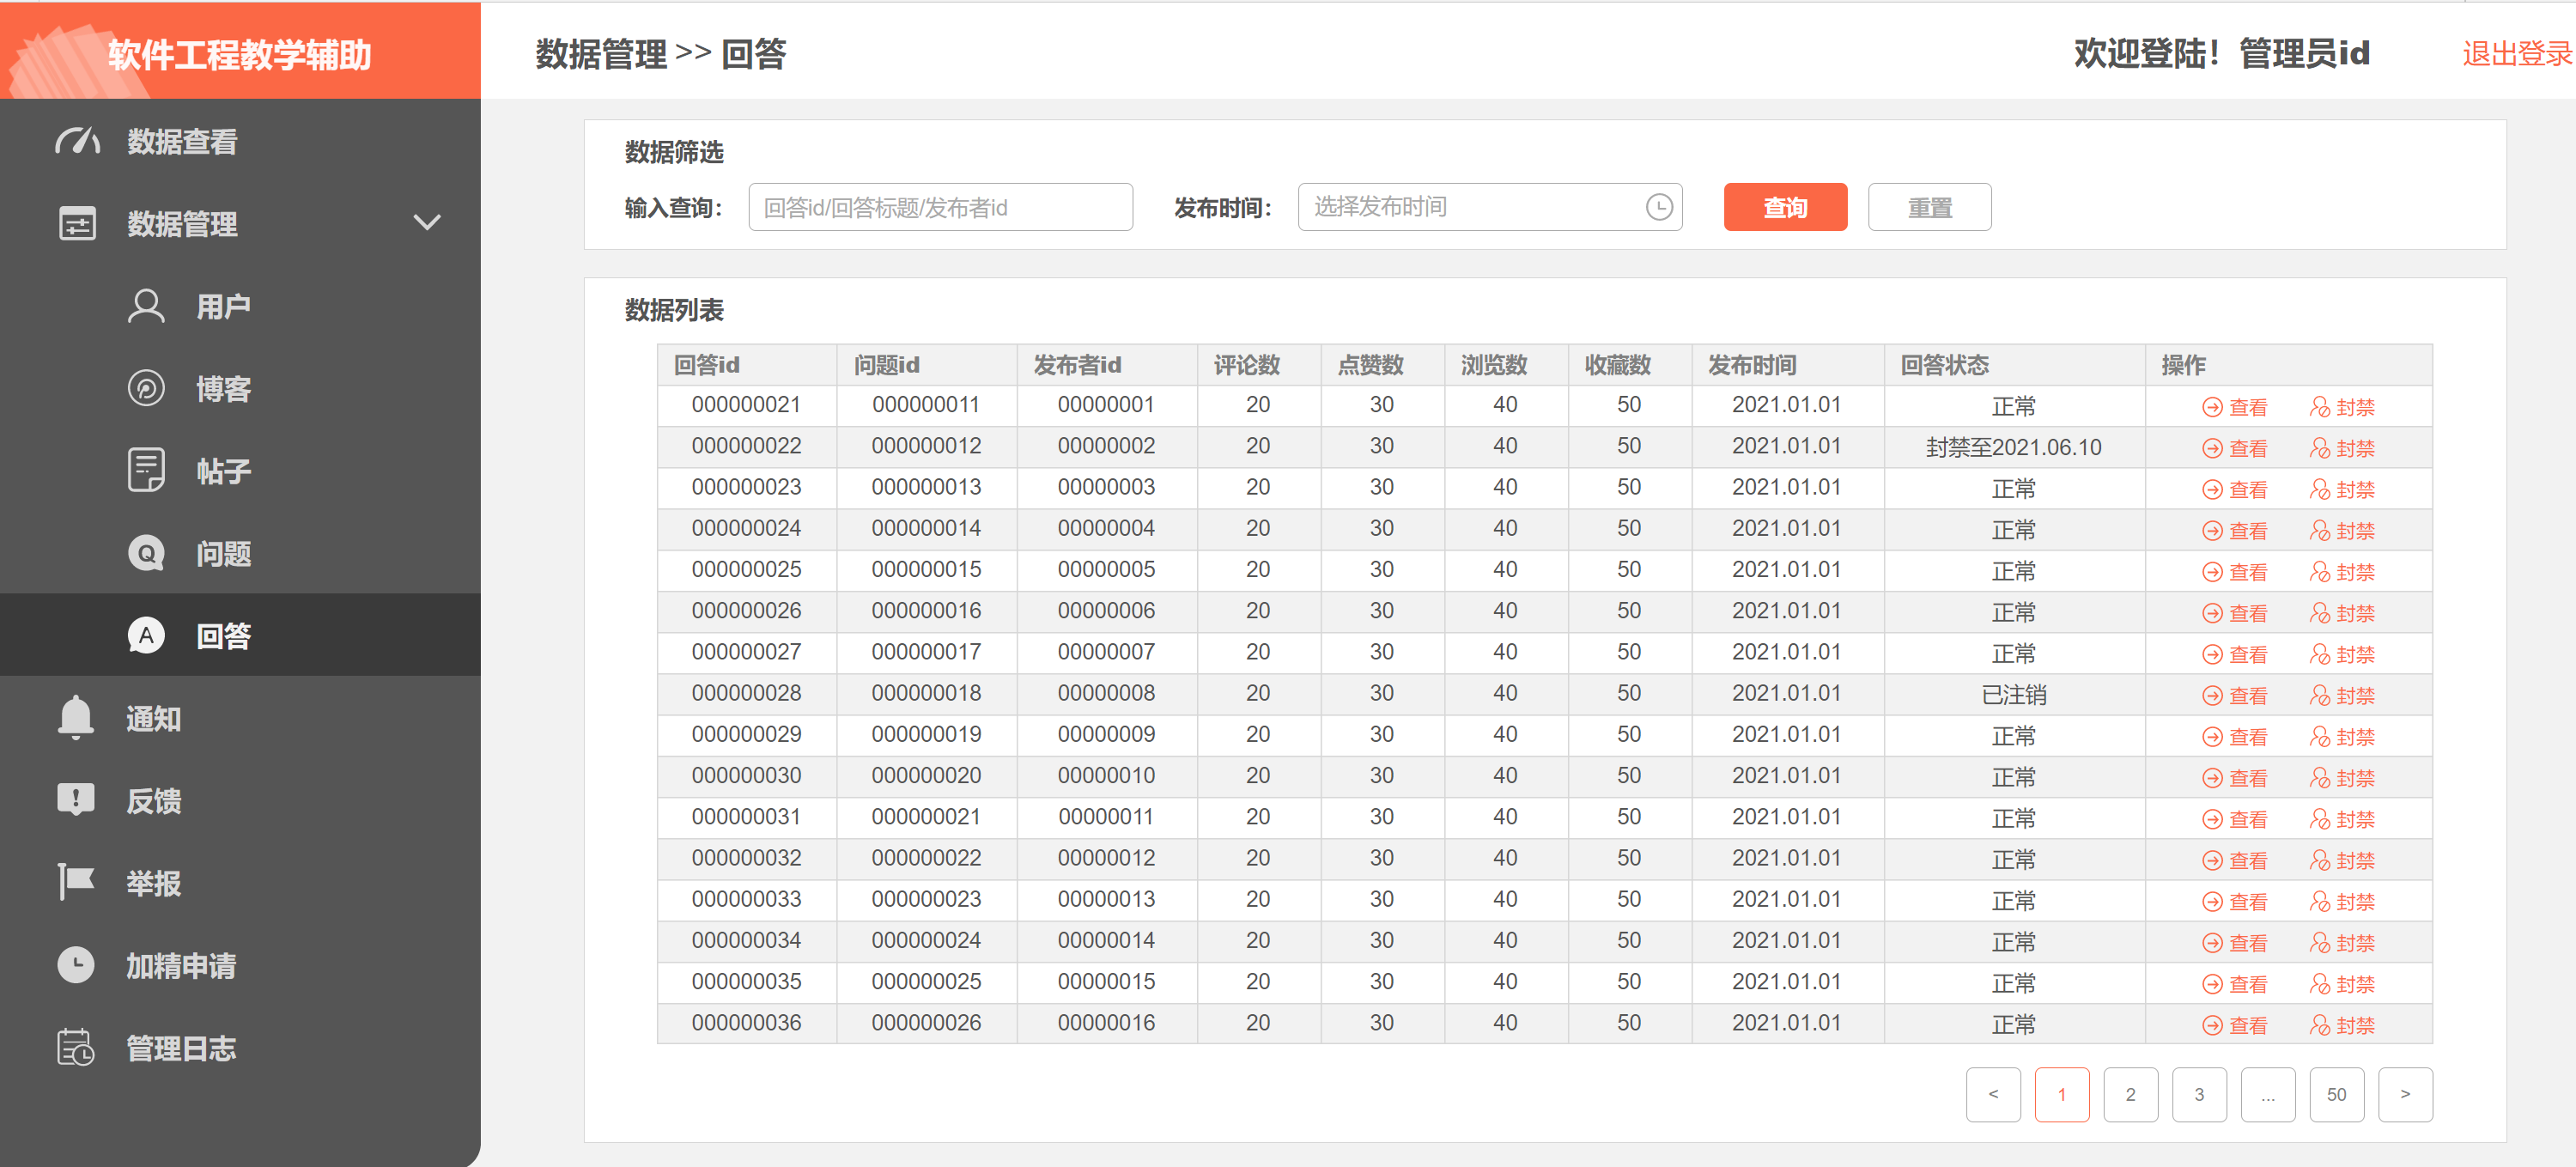 软件工程教学辅助
数据管理 >> 回答
欢迎登陆！管理员id
退出登录
数据查看
数据管理
用户
博客
帖子
Q 问题
A 回答
通知
反馈
举报
加精申请
管理日志
数据筛选
输入查询： 回答id/回答标题/发布者id 发布时间： 选择发布时间 查询 重置
数据列表
回答id 问题id 发布者id 评论数 点赞数 浏览数 收藏数 发布时间 回答状态 操作
000000021 000000011 00000001 20 30 40 50 2021.01.01 正常 查看 封禁
000000022 000000012 00000002 20 30 40 50 2021.01.01 封禁至2021.06.10 查看 封禁
000000023 000000013 00000003 20 30 40 50 2021.01.01 正常 查看 封禁
000000024 000000014 00000004 20 30 40 50 2021.01.01 正常 查看 封禁
000000025 000000015 00000005 20 30 40 50 2021.01.01 正常 查看 封禁
000000026 000000016 00000006 20 30 40 50 2021.01.01 正常 查看 封禁
000000027 000000017 00000007 20 30 40 50 2021.01.01 正常 查看 封禁
000000028 000000018 00000008 20 30 40 50 2021.01.01 已注销 查看 封禁
000000029 000000019 00000009 20 30 40 50 2021.01.01 正常 查看 封禁
000000030 000000020 00000010 20 30 40 50 2021.01.01 正常 查看 封禁
000000031 000000021 00000011 20 30 40 50 2021.01.01 正常 查看 封禁
000000032 000000022 00000012 20 30 40 50 2021.01.01 正常 查看 封禁
000000033 000000023 00000013 20 30 40 50 2021.01.01 正常 查看 封禁
000000034 000000024 00000014 20 30 40 50 2021.01.01 正常 查看 封禁
000000035 000000025 00000015 20 30 40 50 2021.01.01 正常 查看 封禁
000000036 000000026 00000016 20 30 40 50 2021.01.01 正常 查看 封禁
< 1 2 3 ... 50 >